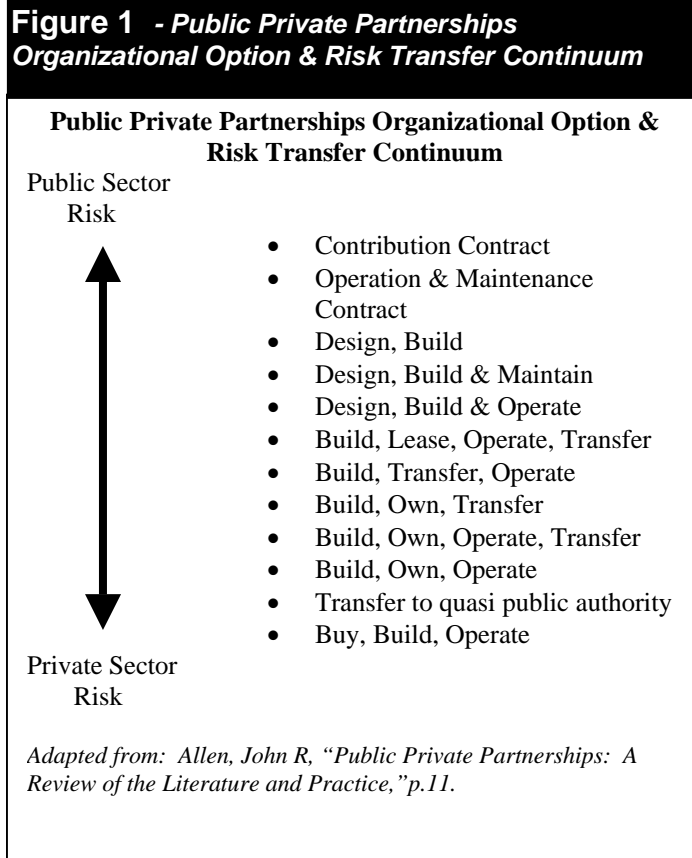 Figure 1 - Public Private Partnerships
Organizational Option & Risk Transfer Continuum
Public Private Partnerships Organizational Option &
Risk Transfer Continuum
Public Sector
Risk
• Contribution Contract
• Operation & Maintenance
Contract
• Design, Build
• Design, Build & Maintain
• Design, Build & Operate
• Build, Lease, Operate, Transfer
• Build, Transfer, Operate
• Build, Own, Transfer
• Build, Own, Operate, Transfer
• Build, Own, Operate
• Transfer to quasi public authority
• Buy, Build, Operate
Private Sector
Risk
Adapted from: Allen, John R, “Public Private Partnerships: A
Review of the Literature and Practice,”p.11.